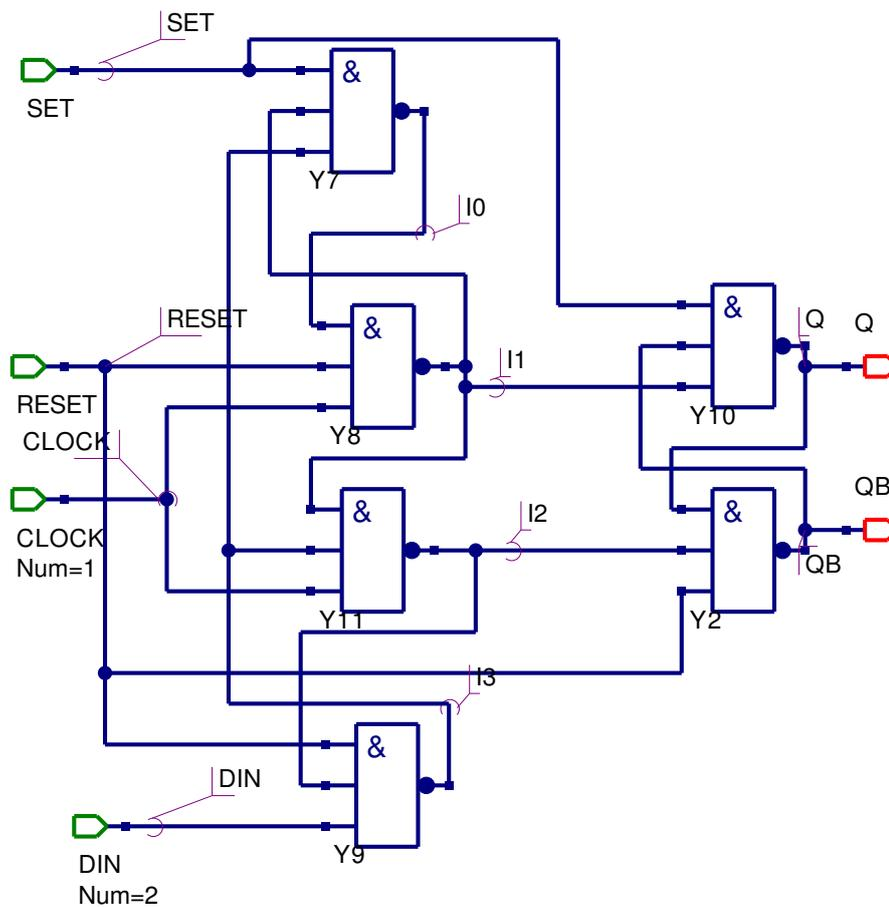 SET
SET
&
Y7
I0
RESET
RESET
&
Y8
I1
&
Y10
Q
Q
CLOCK
CLOCK
Num=1
&
Y11
I2
&
Y2
QB
QB
I3
&
Y9
DIN
DIN
Num=2